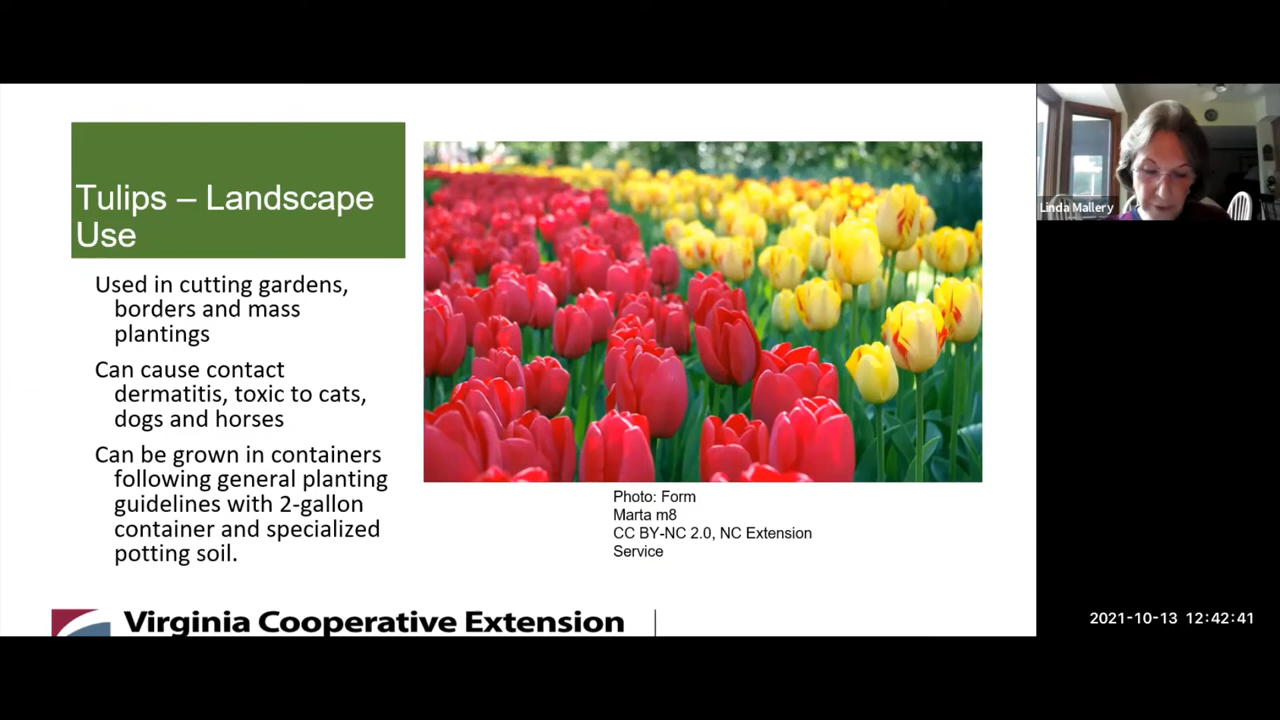 Tulips – Landscape
Use
Used in cutting gardens,
borders and mass
plantings
Can cause contact
dermatitis, toxic to cats,
dogs and horses
Can be grown in containers
following general planting
guidelines with 2-gallon
container and specialized
potting soil.
Photo: Form
Marta m8
CC BY-NC 2.0, NC Extension
Service
Virginia Cooperative Extension
Linda Mallery
2021-10-13 12:42:41